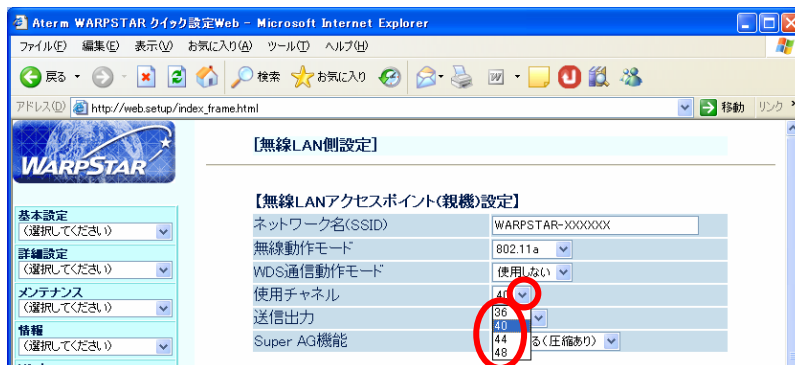 Aterm WARPSTAR クイック設定Web - Microsoft Internet Explorer
ファイル(F) 編集(E) 表示(V) お気に入り(A) ツール(T) ヘルプ(H)
戻る 検索 お気に入り
アドレス(D) http://web.setup/index_frame.html 移動 リンク
WARPSTAR
[無線LAN側設定]
【無線LANアクセスポイント(親機)設定】
基本設定
(選択してください)
詳細設定
(選択してください)
メンテナンス
(選択してください)
情報
(選択してください)
ネットワーク名(SSID) WARPSTAR-XXXXXX
無線動作モード 802.11a
WDS通信動作モード 使用しない
使用チャネル 40
36
40
44
48
送信出力
Super AG機能 る(圧縮あり)